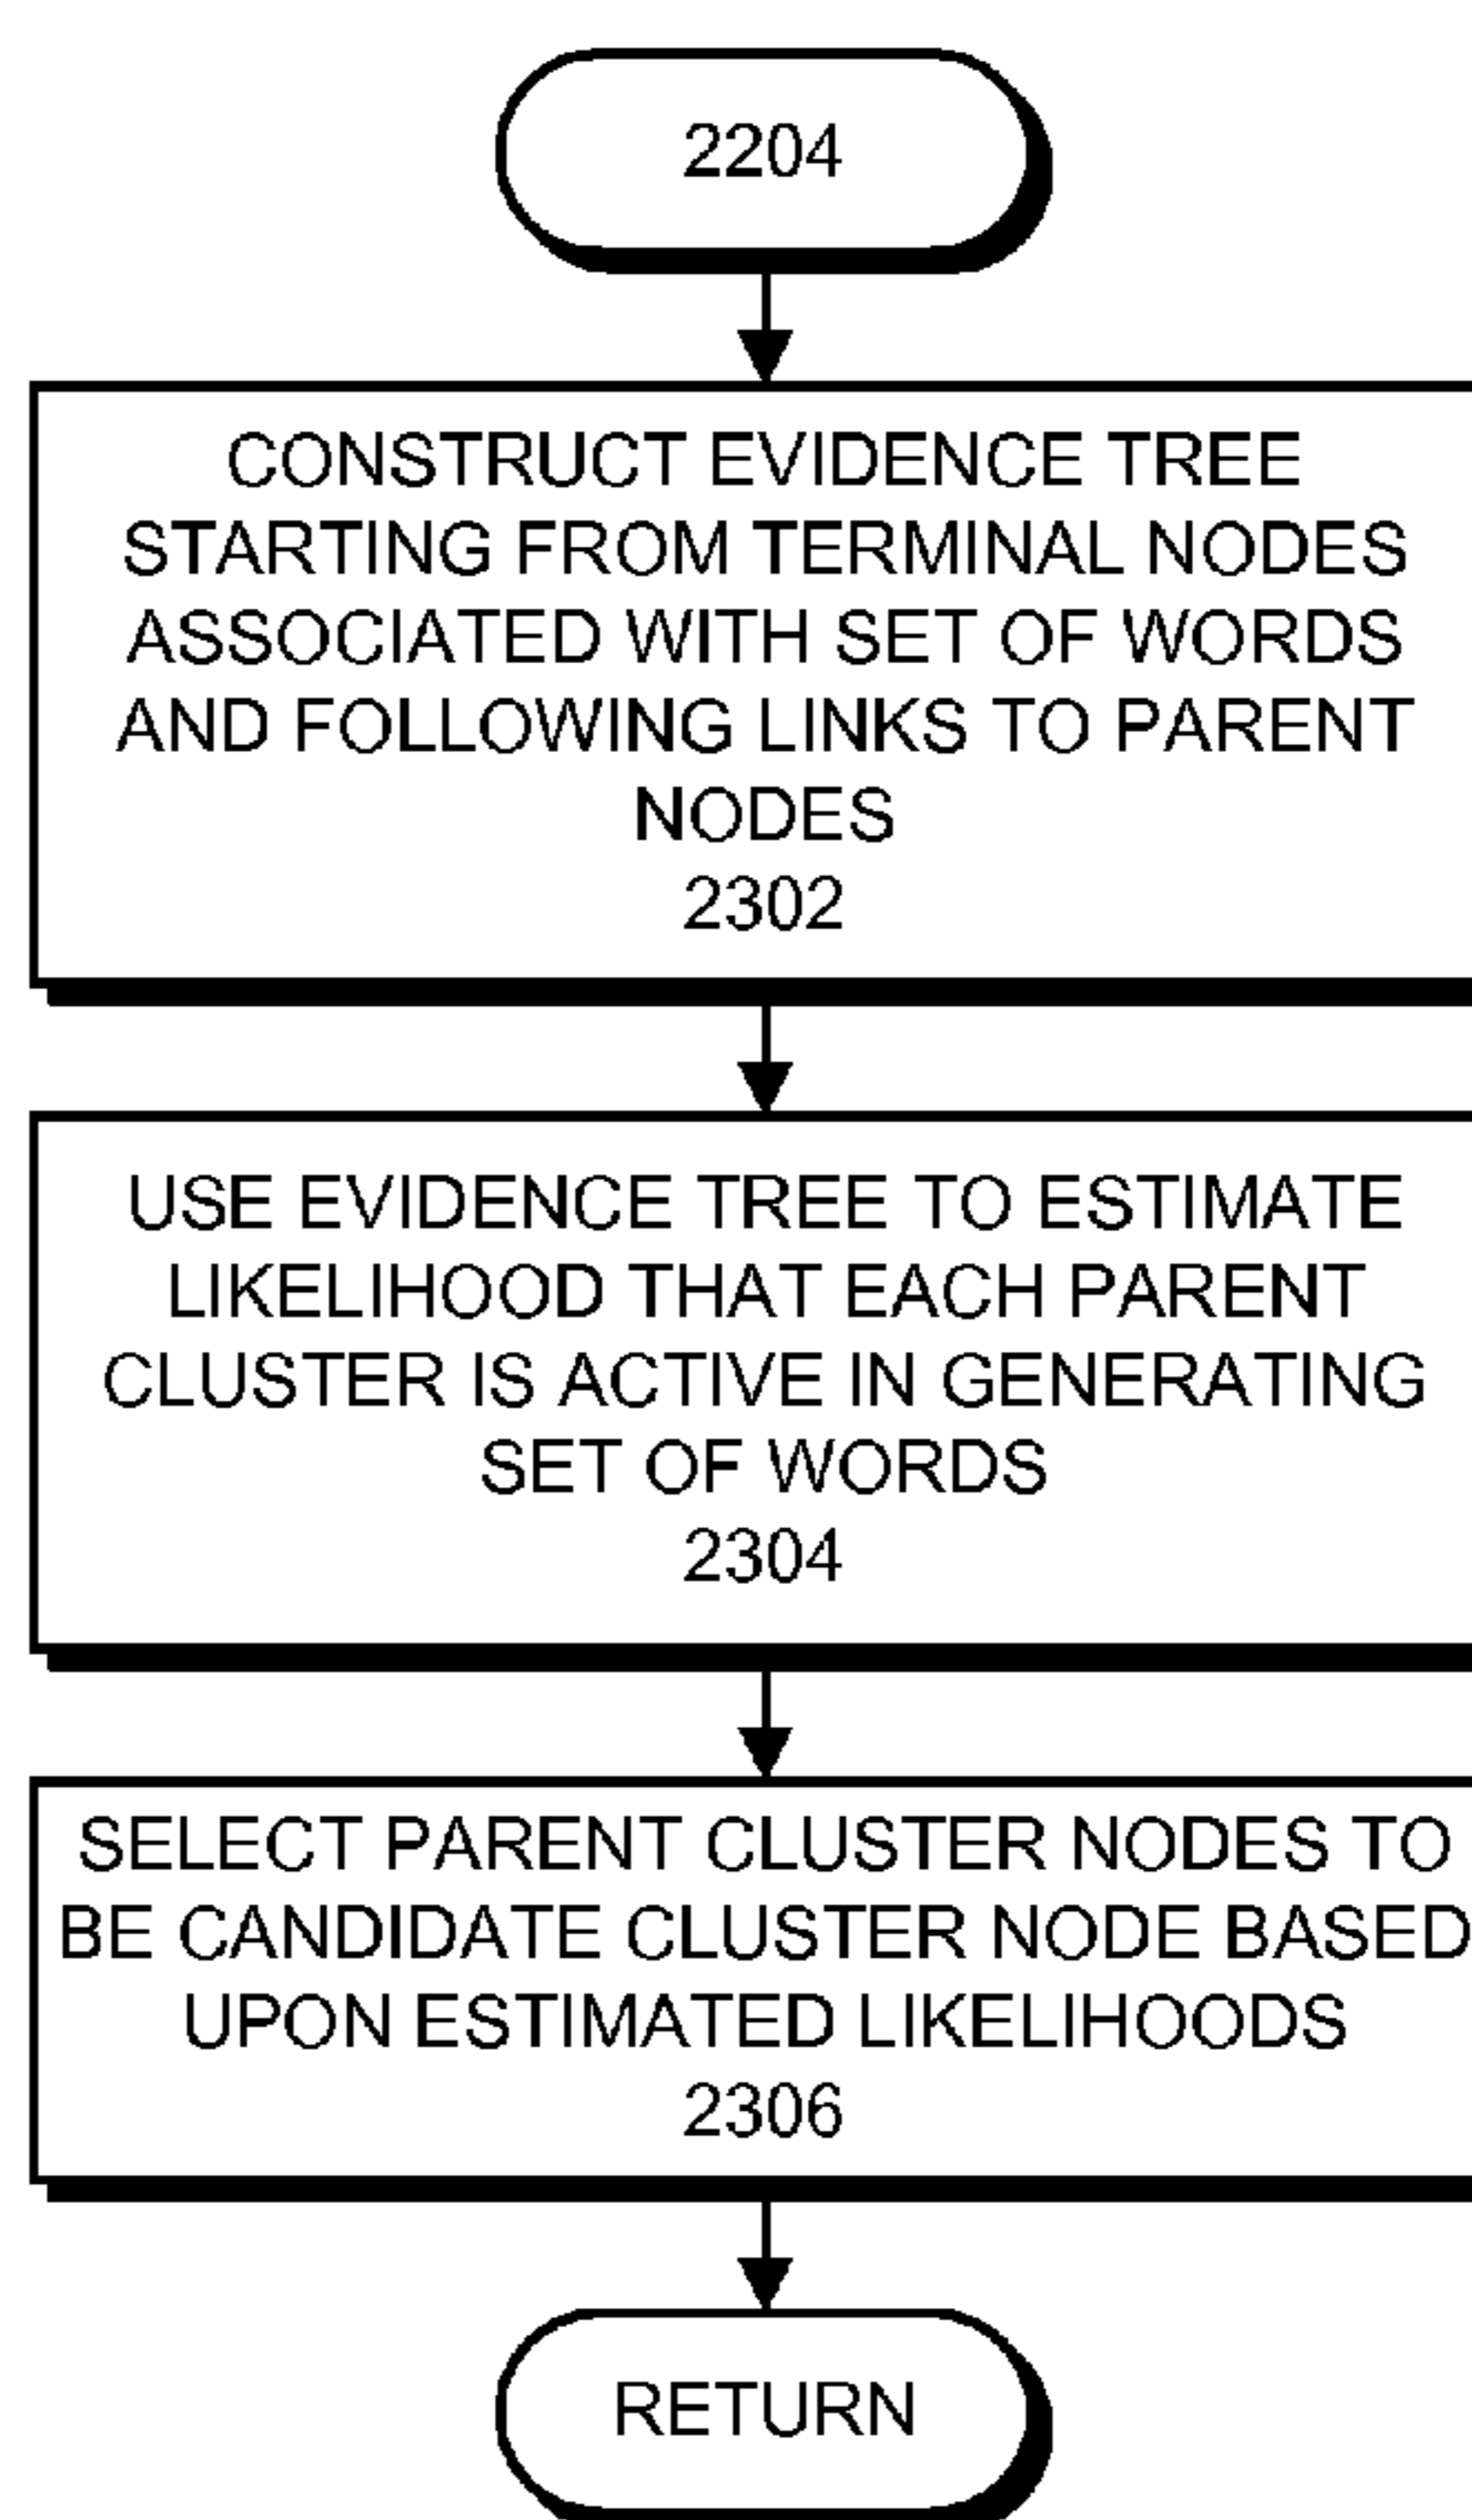 2204
CONSTRUCT EVIDENCE TREE
STARTING FROM TERMINAL NODES
ASSOCIATED WITH SET OF WORDS
AND FOLLOWING LINKS TO PARENT
NODES
2302
USE EVIDENCE TREE TO ESTIMATE
LIKELIHOOD THAT EACH PARENT
CLUSTER IS ACTIVE IN GENERATING
SET OF WORDS
2304
SELECT PARENT CLUSTER NODES TO
BE CANDIDATE CLUSTER NODE BASED
UPON ESTIMATED LIKELIHOODS
2306
RETURN